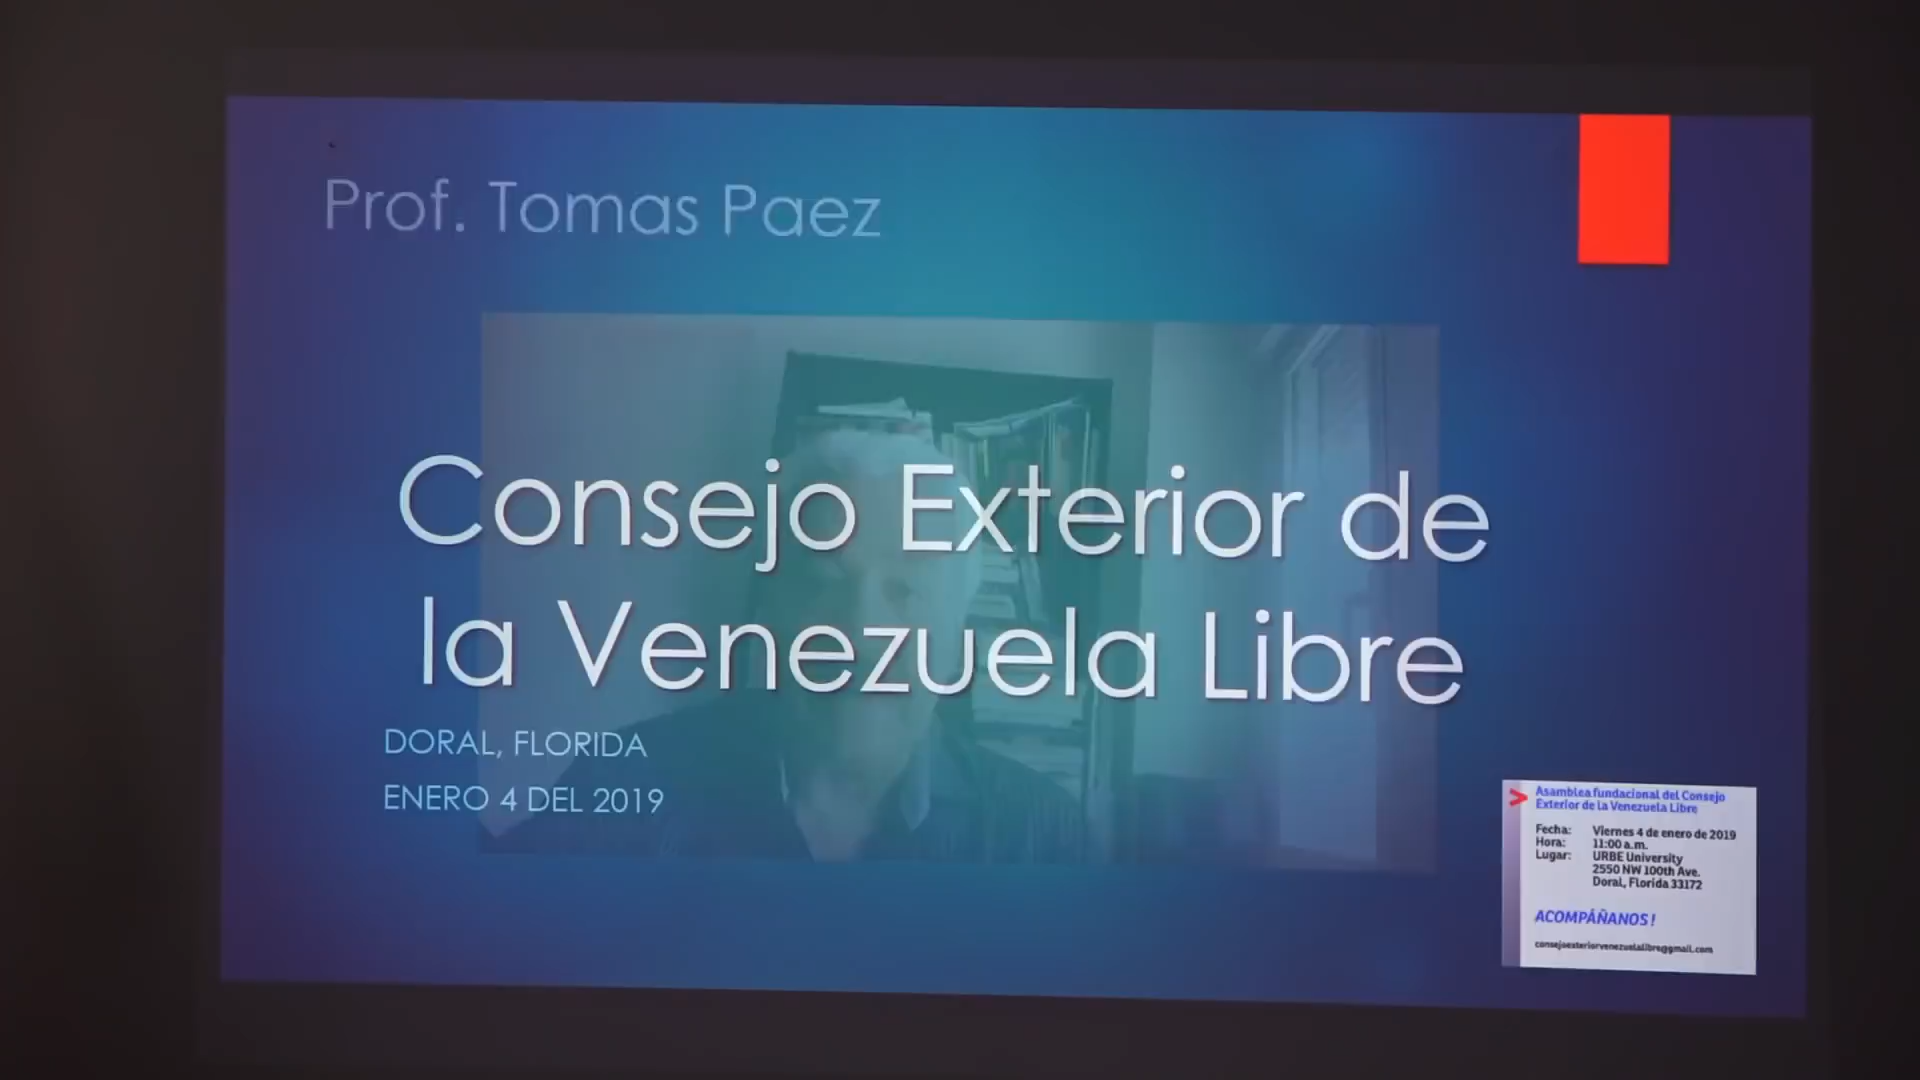 Prof. Tomas Paez
Consejo Exterior de
la Venezuela Libre
DORAL, FLORIDA
ENERO 4 DEL 2019
> Asamblea fundacional del Consejo
Exterior de la Venezuela Libre
Fecha: Viernes 4 de enero de 2019
Hora: 11:00 a.m.
Lugar: URBE University
2550 NW 100th Ave.
Doral, Florida 33172
ACOMPÁÑANOS!
consejoexteriorvenezuelalibre@gmail.com